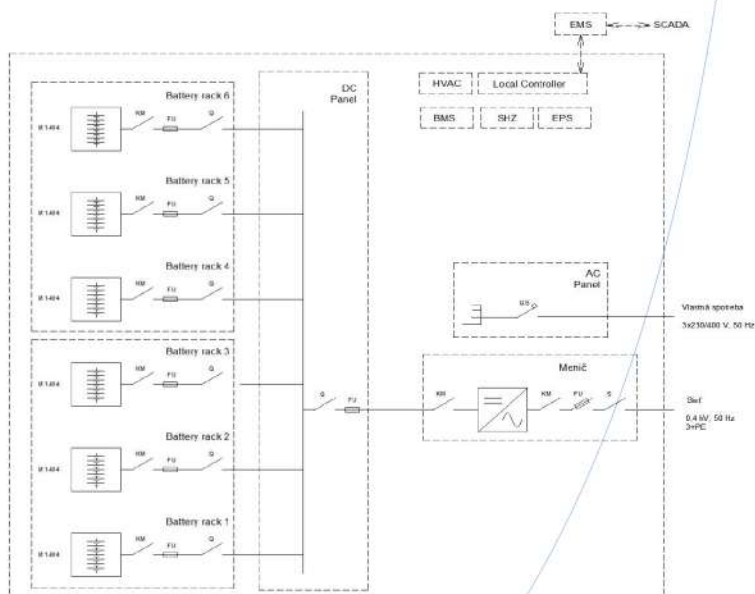 EMS
SCADA
HVAC
Local Controller
BMS
SHZ
EPS
DC
Panel
Battery rack 6
KM
FU
Q
Battery rack 5
KM
FU
Q
Battery rack 4
KM
FU
Q
Battery rack 3
KM
FU
Q
Battery rack 2
KM
FU
Q
Battery rack 1
KM
FU
Q
Q
FU
AC
Panel
Vlastná spotreba
3x230/400 V, 50 Hz
Menič
KM
KM
FU
S
Sieť
0,4 kV, 50 Hz
3+PE